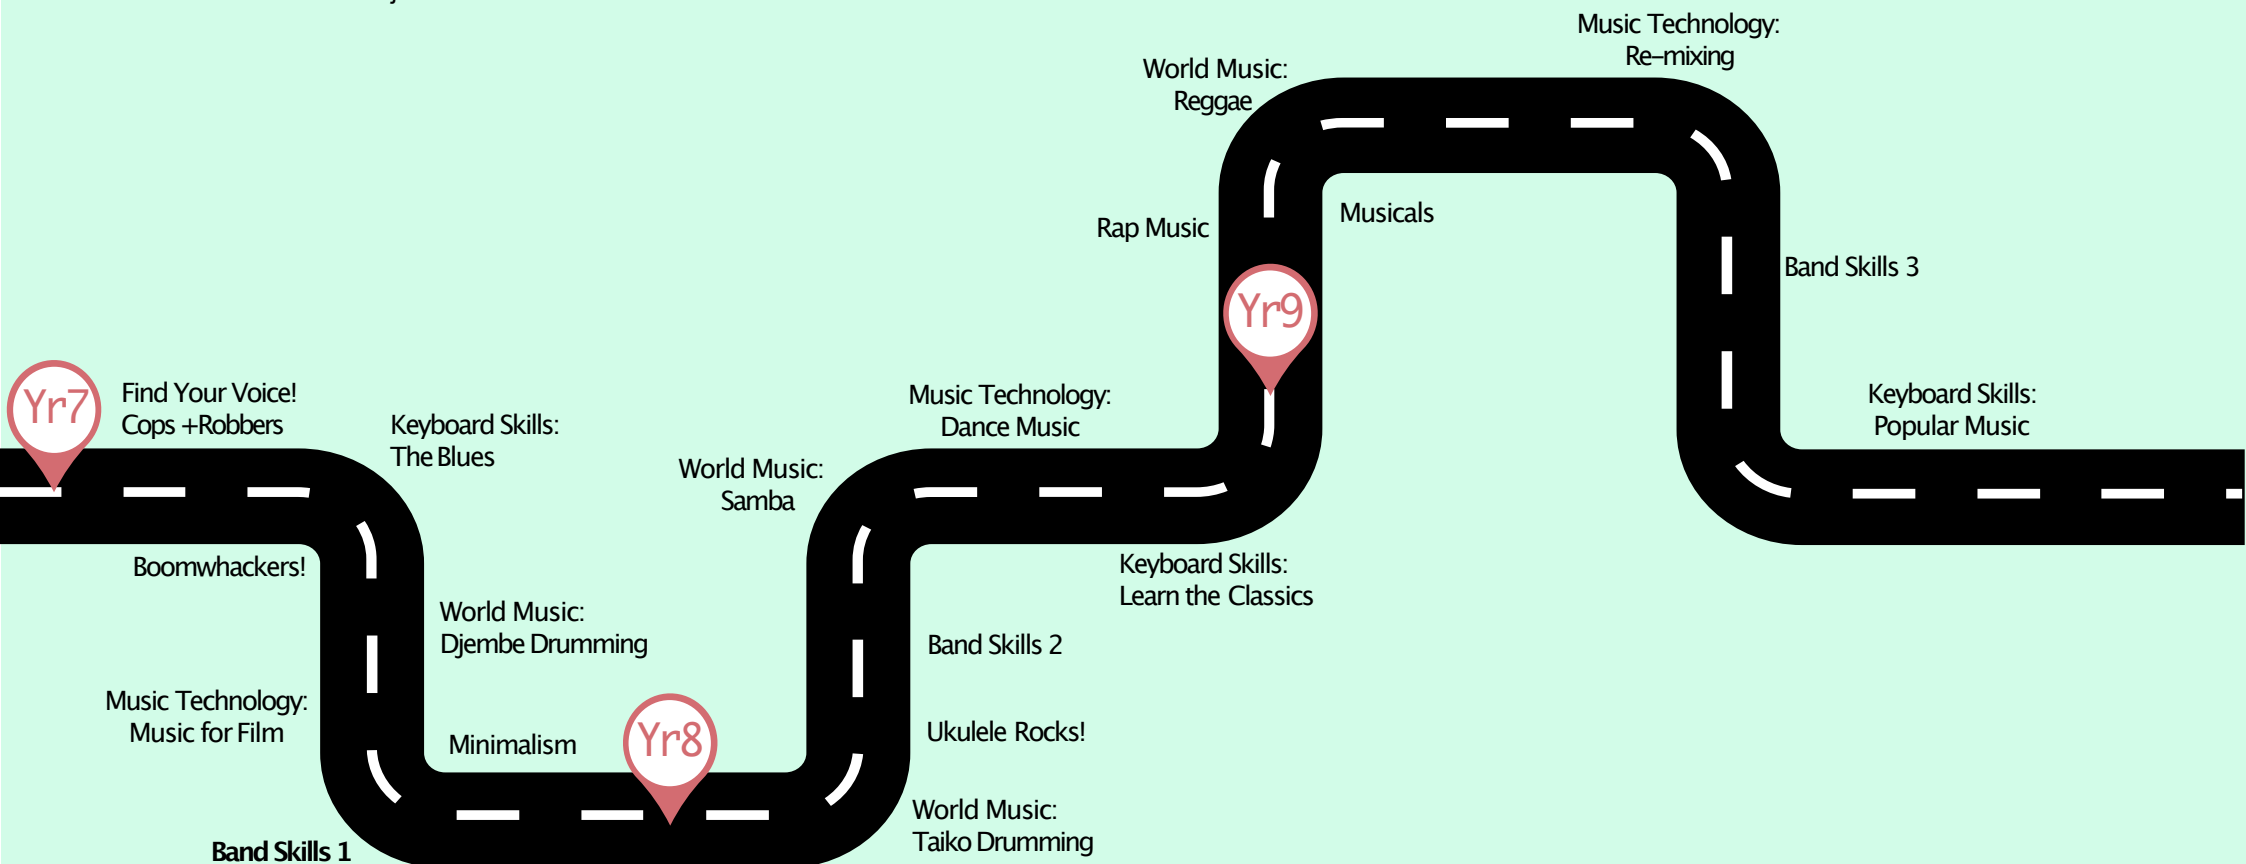 Music Technology:
Re-mixing
World Music:
Reggae
Rap Music
Musicals
Band Skills 3
Yr9
Yr7
Find Your Voice!
Cops +Robbers
Keyboard Skills:
The Blues
Music Technology:
Dance Music
Keyboard Skills:
Popular Music
World Music:
Samba
Boomwhackers!
Keyboard Skills:
Learn the Classics
World Music:
Djembe Drumming
Band Skills 2
Music Technology:
Music for Film
Minimalism
Yr8
Ukulele Rocks!
World Music:
Taiko Drumming
Band Skills 1